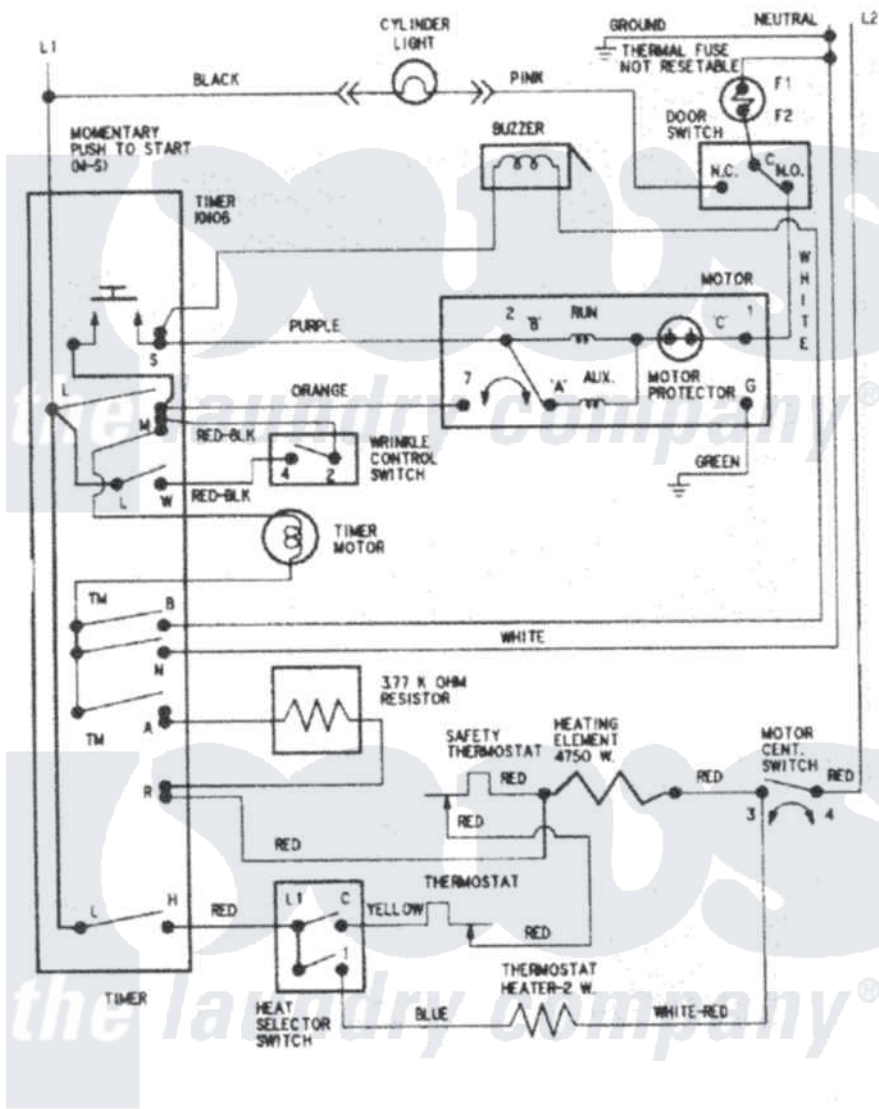 L1
CYLINDER
LIGHT
GROUND
NEUTRAL
L2
THERMAL FUSE
NOT RESETABLE
BLACK
PINK
F1
F2
MOMENTARY
PUSH TO START
(M-S)
BUZZER
DOOR
SWITCH
N.C.
C
N.O.
TIMER
WHITE
MOTOR
PURPLE
S
2
"B"
RUN
"C"
1
L
ORANGE
7
"A"
AUX.
MOTOR
PROTECTOR
G
M
RED-BLK
WRINKLE
CONTROL
SWITCH
4
2
GREEN
L
W
RED-BLK
TIMER
MOTOR
TM
B
WHITE
N
3.77 K OHM
RESISTOR
A
TM
SAFETY
THERMOSTAT
HEATING
ELEMENT
4750 W.
MOTOR
CENT.
SWITCH
RED
RED
RED
R
RED
3
4
RED
THERMOSTAT
L
H
RED
L1
C
YELLOW
RED
1
THERMOSTAT
HEATER-2 W.
TIMER
HEAT
SELECTOR
SWITCH
BLUE
WHITE-RED
the laundry company®
the laundry company®